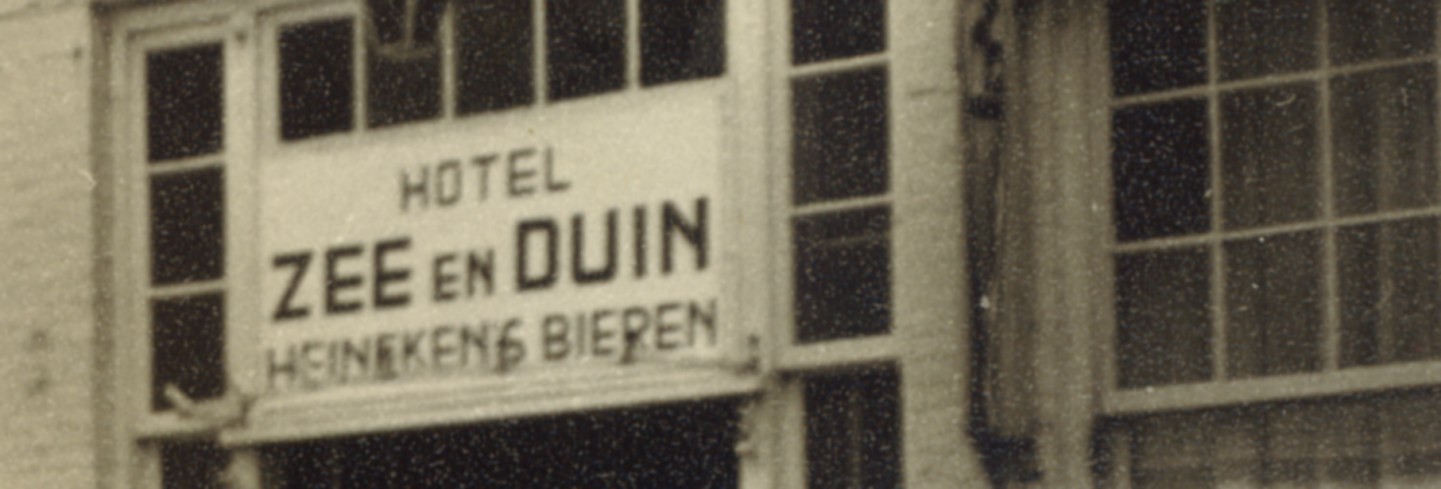 HOTEL
ZEE EN DUIN
HEINEKEN'S BIEREN